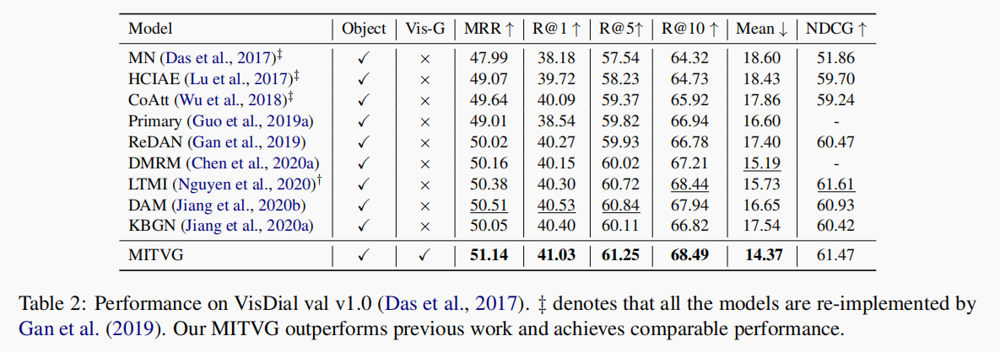 Model Object Vis-G MRR ↑ R@1 ↑ R@5↑ R@10 ↑ Mean ↓ NDCG ↑
MN (Das et al., 2017)‡ ✓ × 47.99 38.18 57.54 64.32 18.60 51.86
HCIAE (Lu et al., 2017)‡ ✓ × 49.07 39.72 58.23 64.73 18.43 59.70
CoAtt (Wu et al., 2018)‡ ✓ × 49.64 40.09 59.37 65.92 17.86 59.24
Primary (Guo et al., 2019a) ✓ × 49.01 38.54 59.82 66.94 16.60 -
ReDAN (Gan et al., 2019) ✓ × 50.02 40.27 59.93 66.78 17.40 60.47
DMRM (Chen et al., 2020a) ✓ × 50.16 40.15 60.02 67.21 15.19 -
LTMI (Nguyen et al., 2020)† ✓ × 50.38 40.30 60.72 68.44 15.73 61.61
DAM (Jiang et al., 2020b) ✓ × 50.51 40.53 60.84 67.94 16.65 60.93
KBGN (Jiang et al., 2020a) ✓ × 50.05 40.40 60.11 66.82 17.54 60.42
MITVG ✓ ✓ 51.14 41.03 61.25 68.49 14.37 61.47
Table 2: Performance on VisDial val v1.0 (Das et al., 2017). ‡ denotes that all the models are re-implemented by
Gan et al. (2019). Our MITVG outperforms previous work and achieves comparable performance.